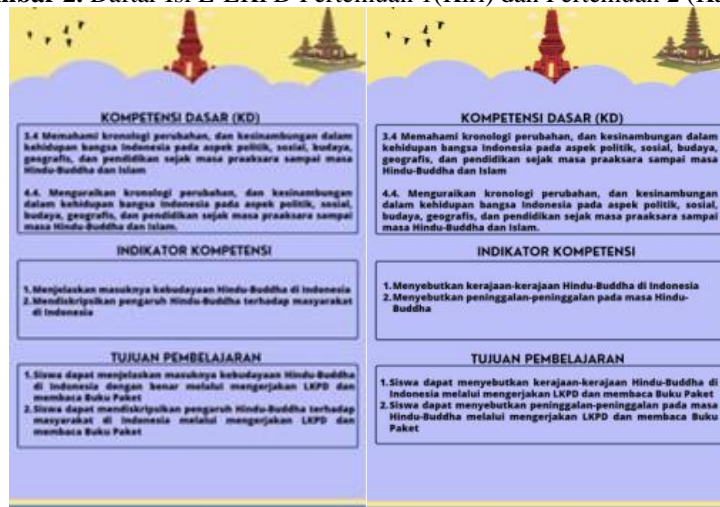 2. Daftar Isi E-LKPD Pertemuan 1(Kiri) dan Pertemuan 2
KOMPETENSI DASAR (KD)
3.4 Memahami kronologi perubahan, dan kesinambungan dalam
kehidupan bangsa Indonesia pada aspek politik, sosial, budaya,
geografis, dan pendidikan sejak masa praaksara sampai masa
Hindu-Buddha dan Islam
4.4. Menguraikan kronologi perubahan, dan kesinambungan
dalam kehidupan bangsa Indonesia pada aspek politik, sosial,
budaya, geografis, dan pendidikan sejak masa praaksara sampai
masa Hindu-Buddha dan Islam.
INDIKATOR KOMPETENSI
1.Menjelaskan masuknya kebudayaan Hindu-Buddha di Indonesia
2.Mendiskripsikan pengaruh Hindu-Buddha terhadap masyarakat
di Indonesia
TUJUAN PEMBELAJARAN
1.Siswa dapat menjelaskan masuknya kebudayaan Hindu-Buddha
di Indonesia dengan benar melalui mengerjakan LKPD dan
membaca Buku Paket
2.Siswa dapat mendiskripsikan pengaruh Hindu-Buddha terhadap
masyarakat di Indonesia melalui mengerjakan LKPD dan
membaca Buku Paket
KOMPETENSI DASAR (KD)
3.4 Memahami kronologi perubahan, dan kesinambungan dalam
kehidupan bangsa Indonesia pada aspek politik, sosial, budaya,
geografis, dan pendidikan sejak masa praaksara sampai masa
Hindu-Buddha dan Islam
4.4. Menguraikan kronologi perubahan, dan kesinambungan
dalam kehidupan bangsa Indonesia pada aspek politik, sosial,
budaya, geografis, dan pendidikan sejak masa praaksara sampai
masa Hindu-Buddha dan Islam.
INDIKATOR KOMPETENSI
1.Menyebutkan kerajaan-kerajaan Hindu-Buddha di Indonesia
2.Menyebutkan peninggalan-peninggalan pada masa Hindu-
Buddha
TUJUAN PEMBELAJARAN
1.Siswa dapat menyebutkan kerajaan-kerajaan Hindu-Buddha di
Indonesia melalui mengerjakan LKPD dan membaca Buku Paket
2.Siswa dapat menyebutkan peninggalan-peninggalan pada masa
Hindu-Buddha melalui mengerjakan LKPD dan membaca Buku
Paket